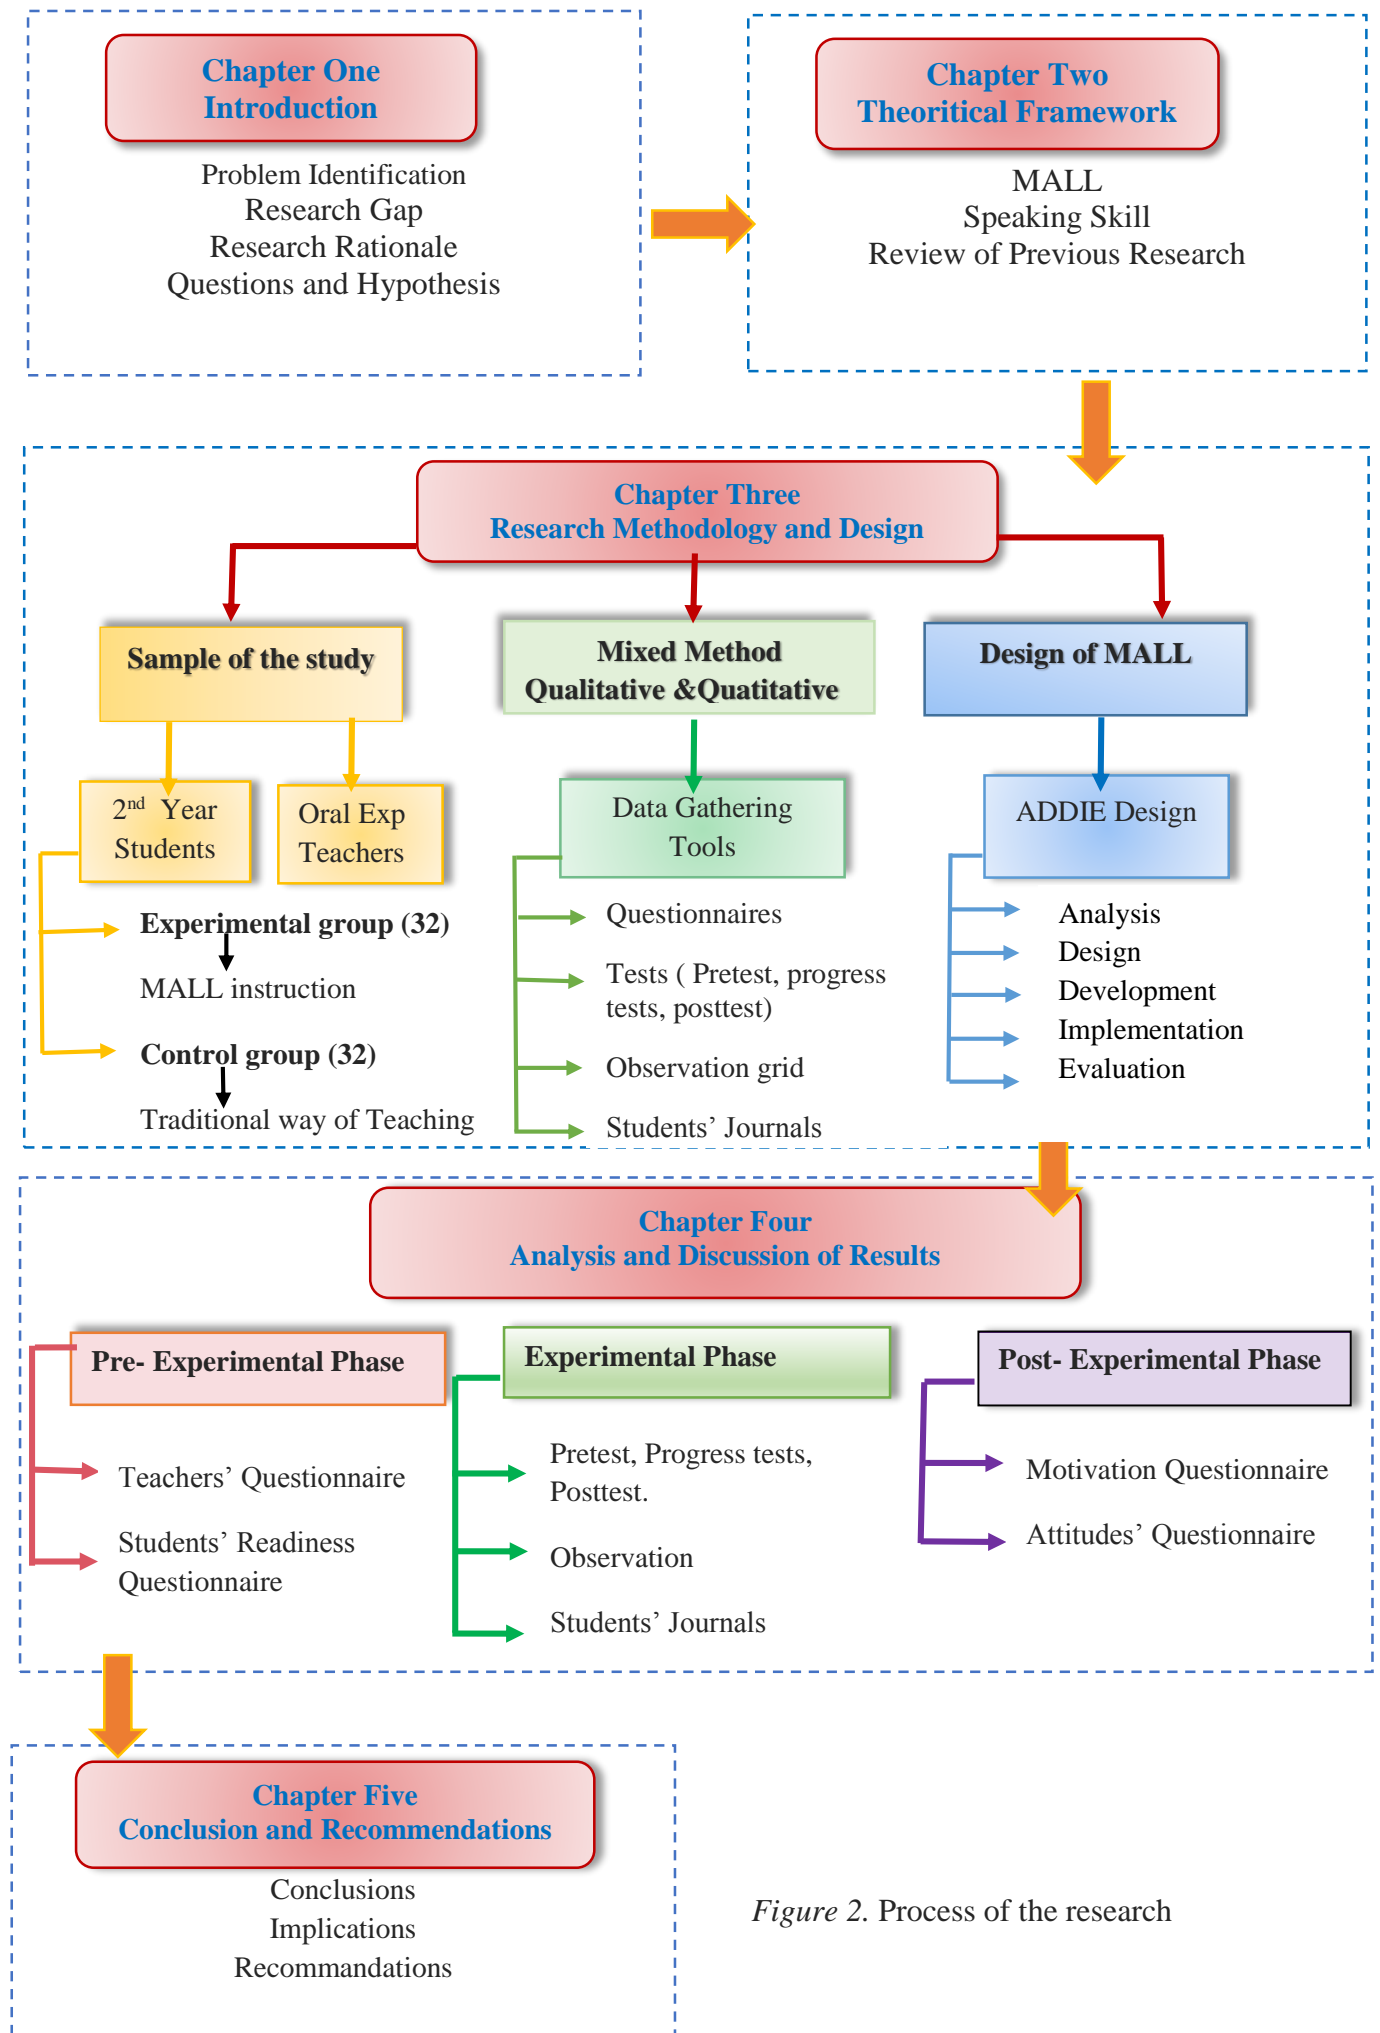 Chapter One
Introduction
Problem Identification
Research Gap
Research Rationale
Questions and Hypothesis
Chapter Two
Theoritical Framework
MALL
Speaking Skill
Review of Previous Research
Chapter Three
Research Methodology and Design
Sample of the study
2nd Year
Students
Oral Exp
Teachers
Experimental group (32)
MALL instruction
Control group (32)
Traditional way of Teaching
Mixed Method
Qualitative &Quatitative
Data Gathering
Tools
Questionnaires
Tests ( Pretest, progress
tests, posttest)
Observation grid
Students’ Journals
Design of MALL
ADDIE Design
Analysis
Design
Development
Implementation
Evaluation
Chapter Four
Analysis and Discussion of Results
Pre- Experimental Phase
Teachers’ Questionnaire
Students’ Readiness
Questionnaire
Experimental Phase
Pretest, Progress tests,
Posttest.
Observation
Students’ Journals
Post- Experimental Phase
Motivation Questionnaire
Attitudes’ Questionnaire
Chapter Five
Conclusion and Recommendations
Conclusions
Implications
Recommandations
Figure 2. Process of the research